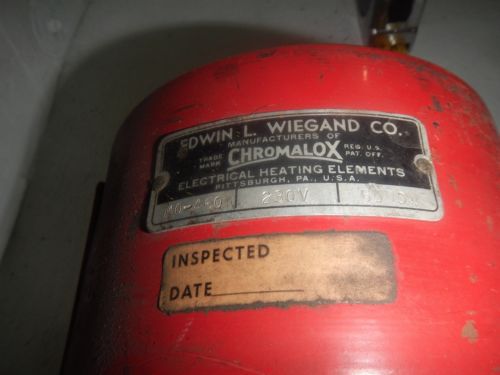 EDWIN L. WIEGAND CO.
MANUFACTURERS OF
TRADE MARK CHROMALOX REG. U.S. PAT. OFF.
ELECTRICAL HEATING ELEMENTS
PITTSBURGH, PA., U.S.A.
230V
INSPECTED
DATE